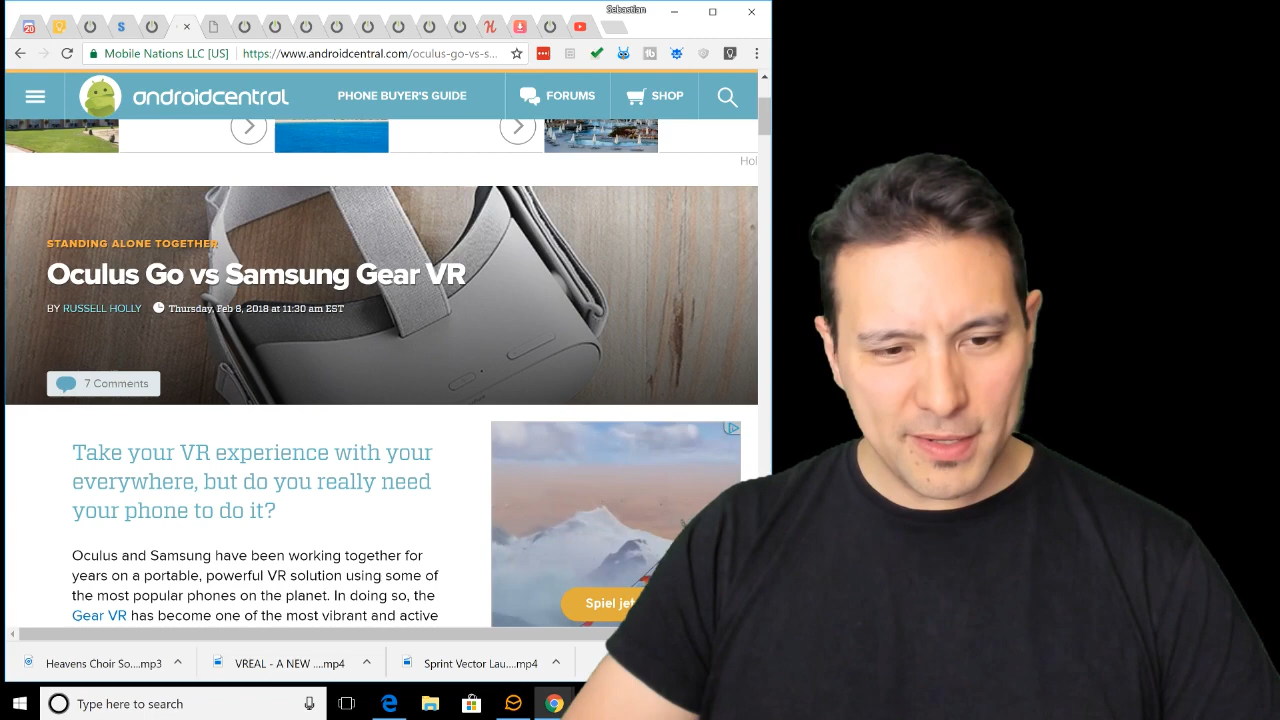 Sebastian
20
Mobile Nations LLC [US]
https://www.androidcentral.com/oculus-go-vs-s...
androidcentral
PHONE BUYER'S GUIDE
FORUMS
SHOP
Hol
STANDING ALONE TOGETHER
Oculus Go vs Samsung Gear VR
BY RUSSELL HOLLY
Thursday, Feb 8, 2018 at 11:30 am EST
7 Comments
Take your VR experience with your
everywhere, but do you really need
your phone to do it?
Oculus and Samsung have been working together for
years on a portable, powerful VR solution using some of
the most popular phones on the planet. In doing so, the
Gear VR has become one of the most vibrant and active
Spiel jet
Heavens Choir So....mp3
VREAL - A NEW ....mp4
Sprint Vector Lau....mp4
Type here to search